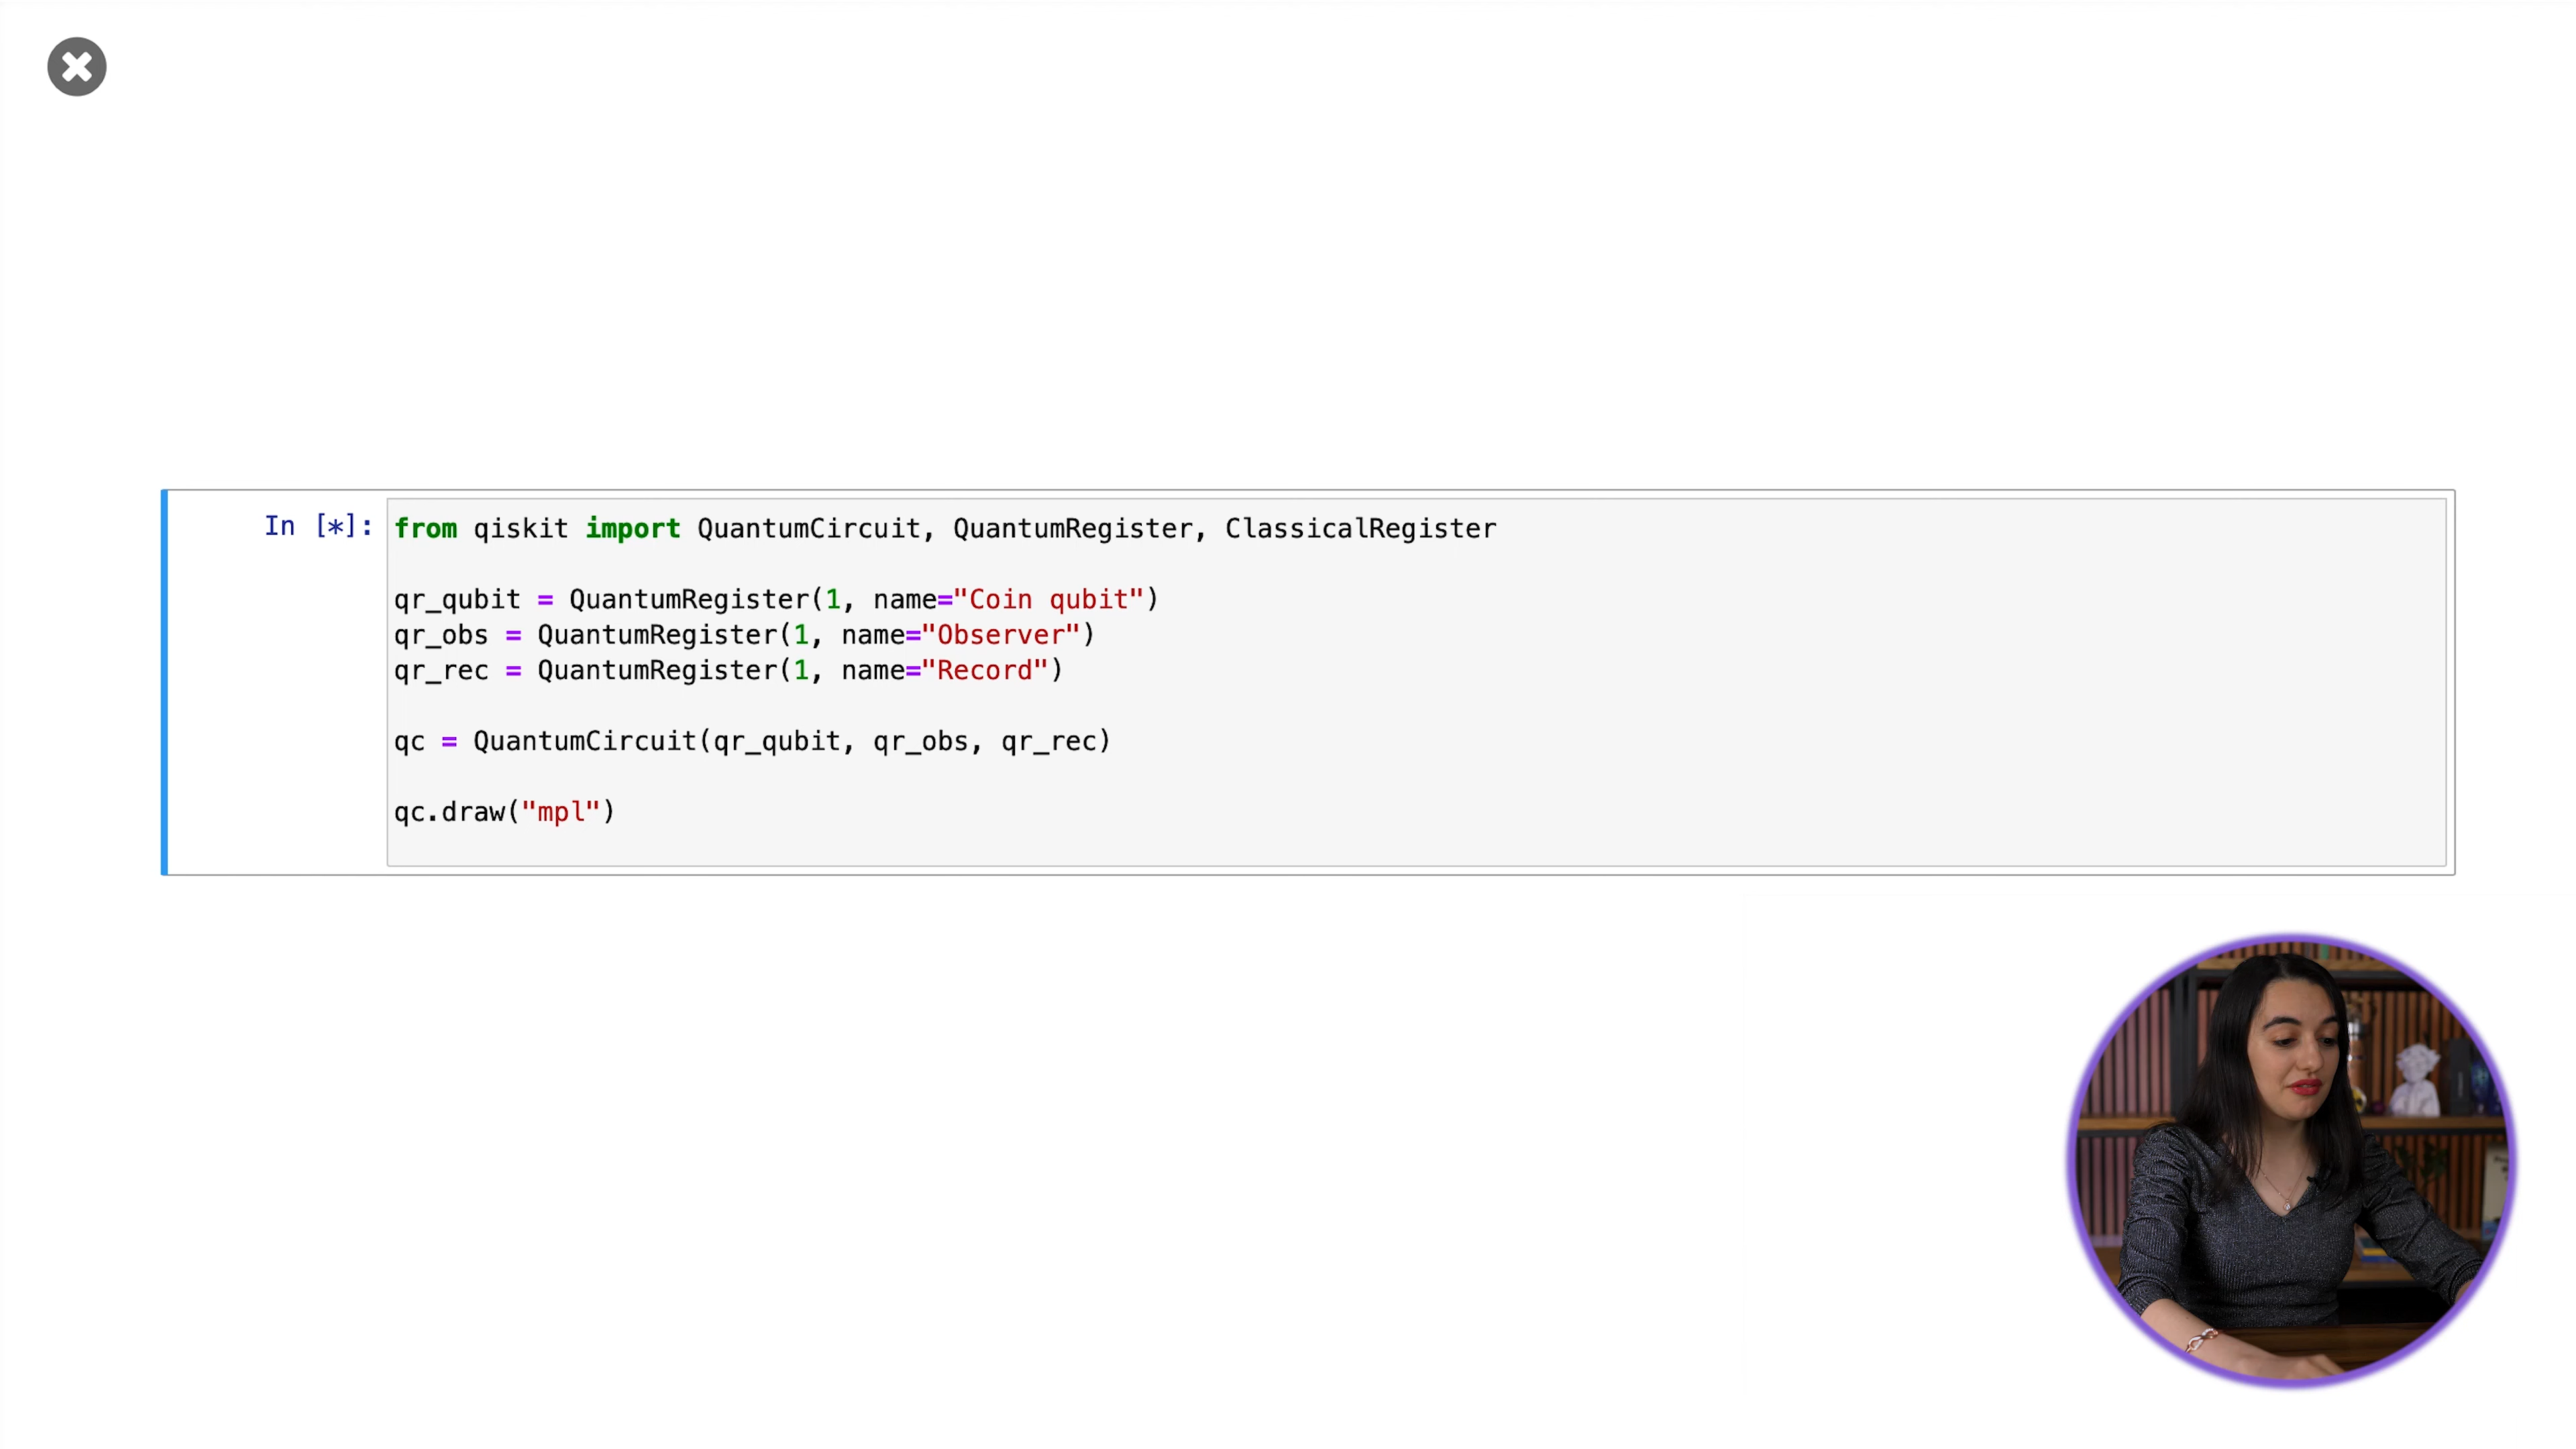 In [*]:
from qiskit import QuantumCircuit, QuantumRegister, ClassicalRegister
qr_qubit = QuantumRegister(1, name="Coin qubit")
qr_obs = QuantumRegister(1, name="Observer")
qr_rec = QuantumRegister(1, name="Record")
qc = QuantumCircuit(qr_qubit, qr_obs, qr_rec)
qc.draw("mpl")